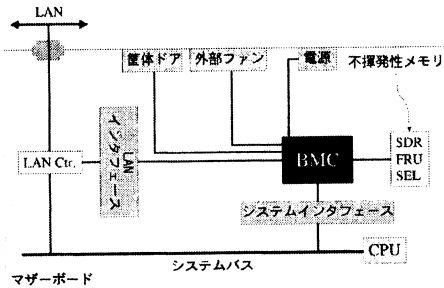 LAN
筐体ドア
外部ファン
電源
不揮発性メモリ
LAN Ctr.
LAN
インタフェース
BMC
SDR
FRU
SEL
システムインタフェース
CPU
システムバス
マザーボード